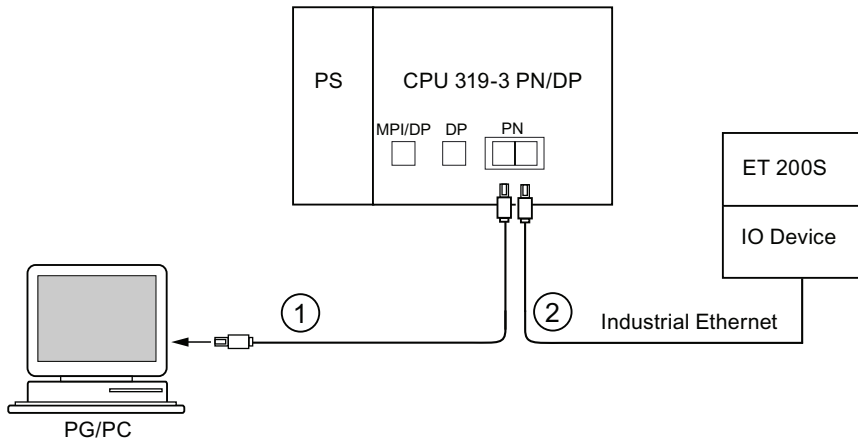 PS
CPU 319-3 PN/DP
MPI/DP
DP
PN
ET 200S
IO Device
1
2
Industrial Ethernet
PG/PC